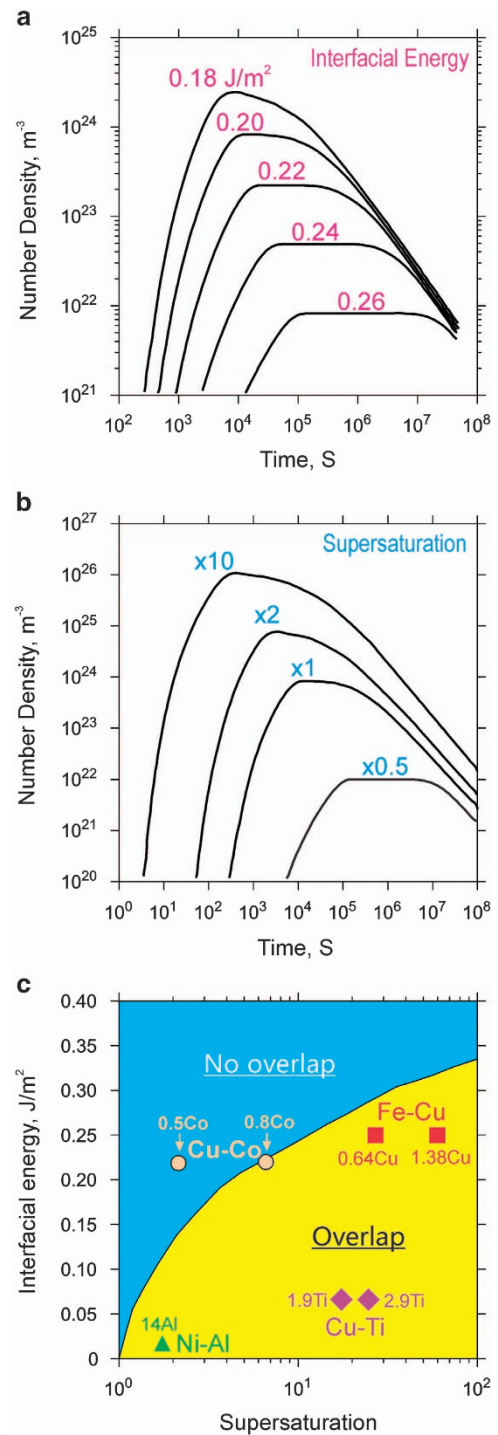 a
10²⁵
0.18 J/m²
Interfacial Energy
10²⁴
0.20
0.22
10²³
0.24
10²²
0.26
10²¹
Number Density, m⁻³
10² 10³ 10⁴ 10⁵ 10⁶ 10⁷ 10⁸
Time, S
b
10²⁷
Supersaturation
10²⁶
x10
10²⁵
x2
10²⁴
x1
10²³
10²²
x0.5
10²¹
10²⁰
Number Density, m⁻³
10⁰ 10¹ 10² 10³ 10⁴ 10⁵ 10⁶ 10⁷ 10⁸
Time, S
c
0.40
0.35
No overlap
0.30
0.5Co 0.8Co
Fe-Cu
Cu-Co
0.25
0.64Cu 1.38Cu
0.20
0.15
Overlap
0.10
1.9Ti 2.9Ti
0.05
Cu-Ti
14Al
Ni-Al
0
Interfacial energy, J/m²
10⁰ 10¹ 10²
Supersaturation